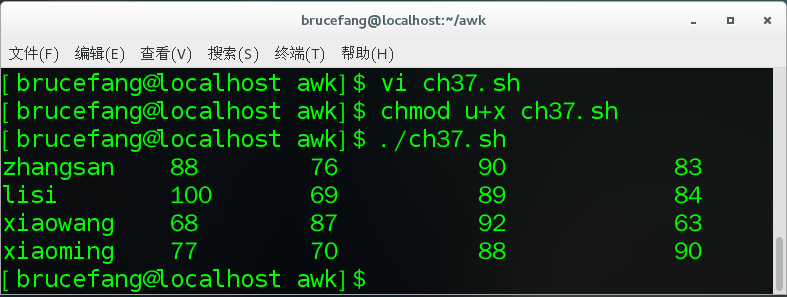 brucefang@localhost:~/awk
文件(F) 编辑(E) 查看(V) 搜索(S) 终端(T) 帮助(H)
[brucefang@localhost awk]$ vi ch37.sh
[brucefang@localhost awk]$ chmod u+x ch37.sh
[brucefang@localhost awk]$ ./ch37.sh
zhangsan 88 76 90 83
lisi 100 69 89 84
xiaowang 68 87 92 63
xiaoming 77 70 88 90
[brucefang@localhost awk]$